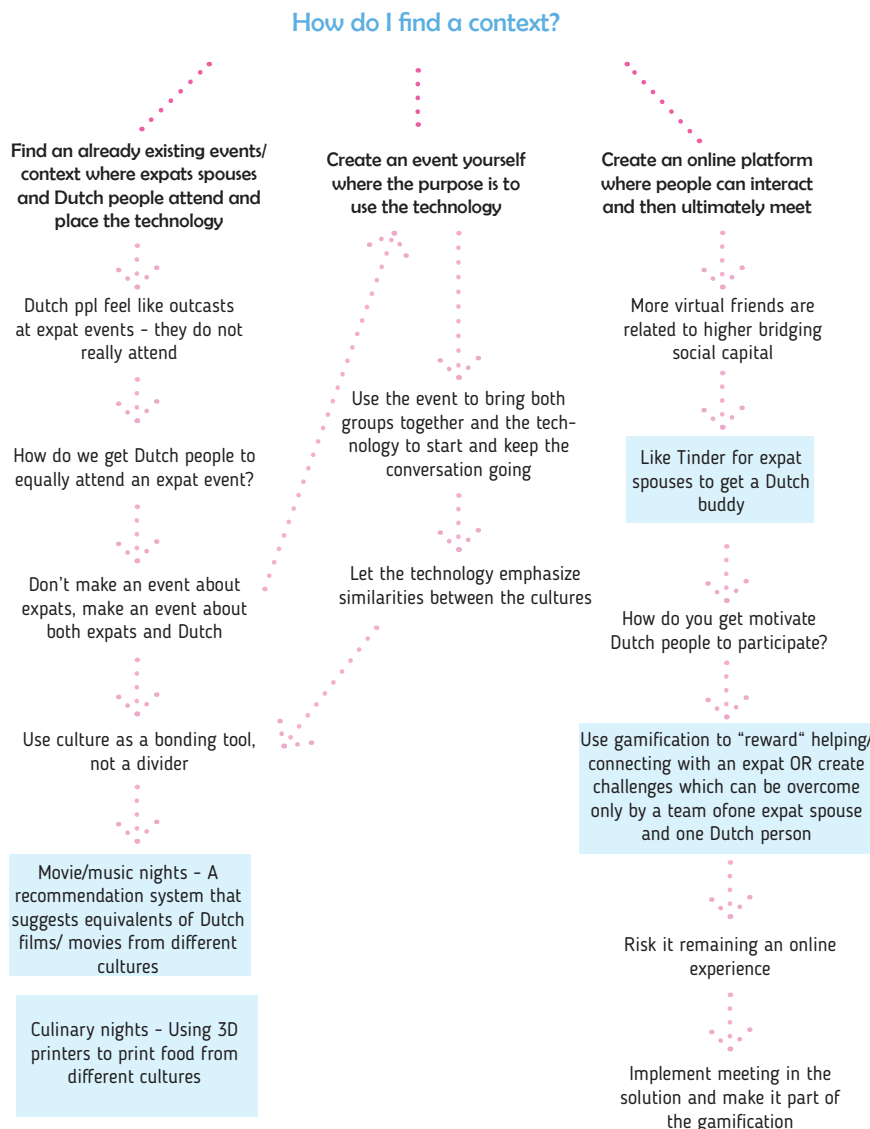 How do I find a context?
Find an already existing events/
context where expats spouses
and Dutch people attend and
place the technology
Dutch ppl feel like outcasts
at expat events - they do not
really attend
How do we get Dutch people to
equally attend an expat event?
Don't make an event about
expats, make an event about
both expats and Dutch
Use culture as a bonding tool,
not a divider
Movie/music nights - A
recommendation system that
suggests equivalents of Dutch
films/ movies from different
cultures
Culinary nights - Using 3D
printers to print food from
different cultures
Create an event yourself
where the purpose is to
use the technology
Use the event to bring both
groups together and the tech-
nology to start and keep the
conversation going
Let the technology emphasize
similarities between the cultures
Create an online platform
where people can interact
and then ultimately meet
More virtual friends are
related to higher bridging
social capital
Like Tinder for expat
spouses to get a Dutch
buddy
How do you get motivate
Dutch people to participate?
Use gamification to “reward“ helping/
connecting with an expat OR create
challenges which can be overcome
only by a team ofone expat spouse
and one Dutch person
Risk it remaining an online
experience
Implement meeting in the
solution and make it part of
the gamification